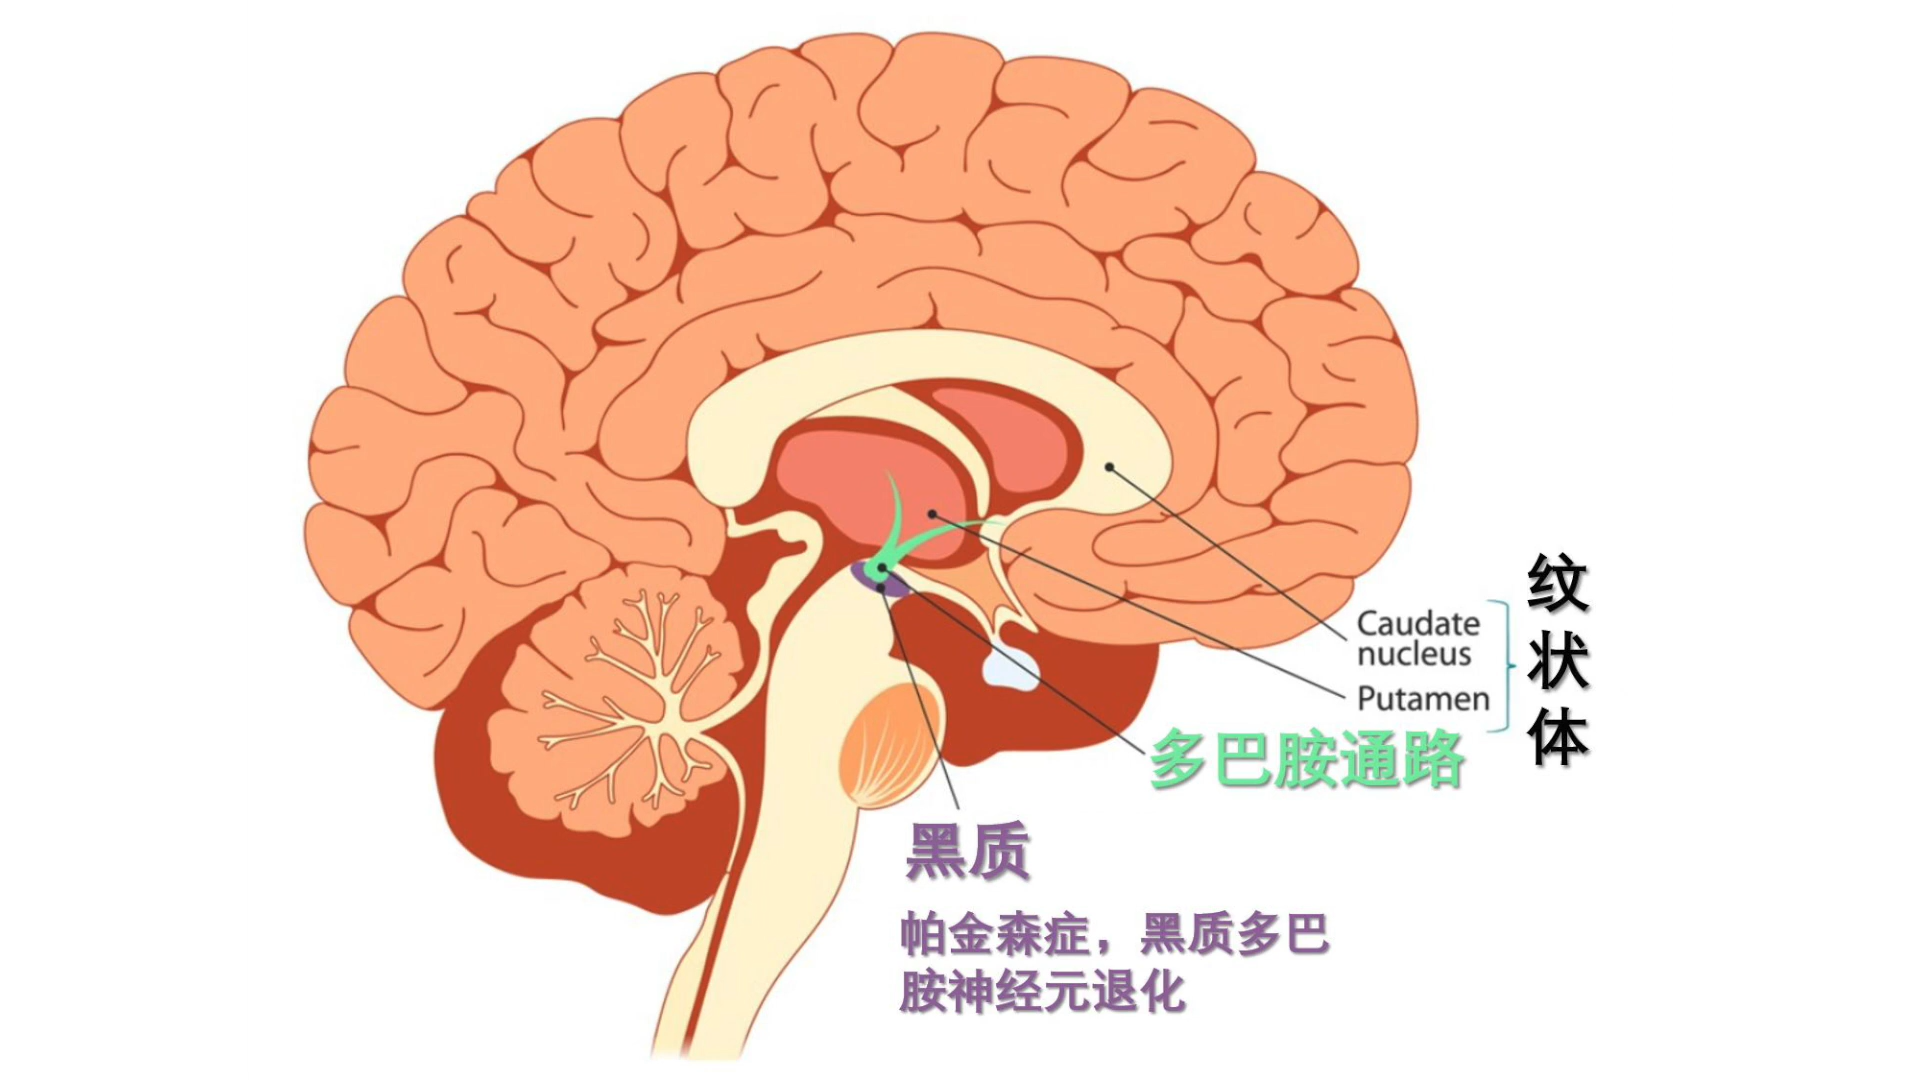 Caudate
nucleus
Putamen
纹状体
多巴胺通路
黑质
帕金森症，黑质多巴
胺神经元退化